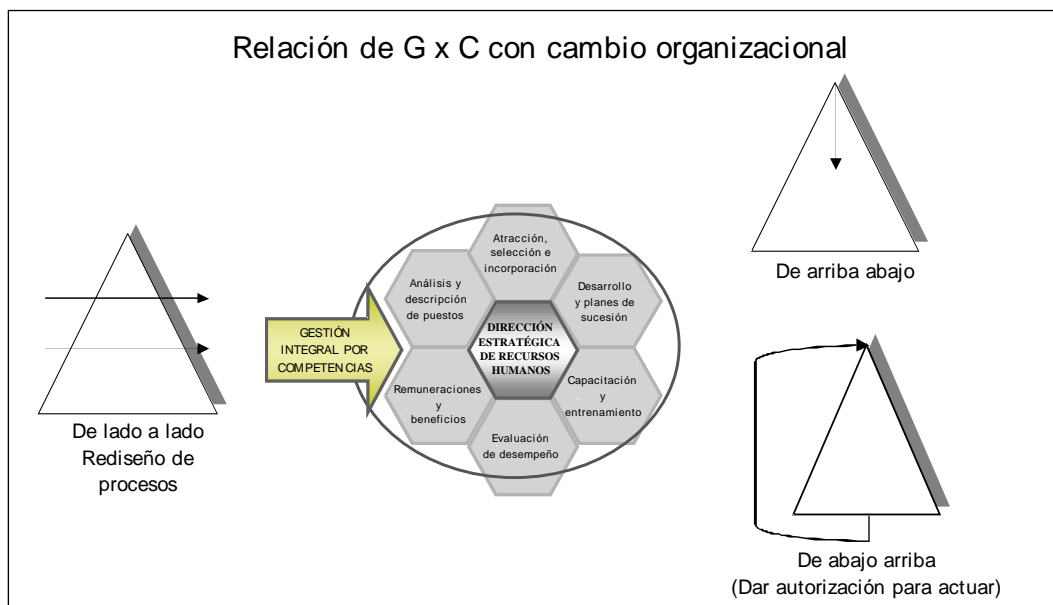 Relación de G x C con cambio organizacional
De lado a lado
Rediseño de
procesos
GESTIÓN
INTEGRAL POR
COMPETENCIAS
Atracción,
selección e
incorporación
Análisis y
descripción
de puestos
Desarrollo
y planes de
sucesión
DIRECCIÓN
ESTRATÉGICA
DE RECURSOS
HUMANOS
Remuneraciones
y
beneficios
Capacitación
y
entrenamiento
Evaluación
de desempeño
De arriba abajo
De abajo arriba
(Dar autorización para actuar)